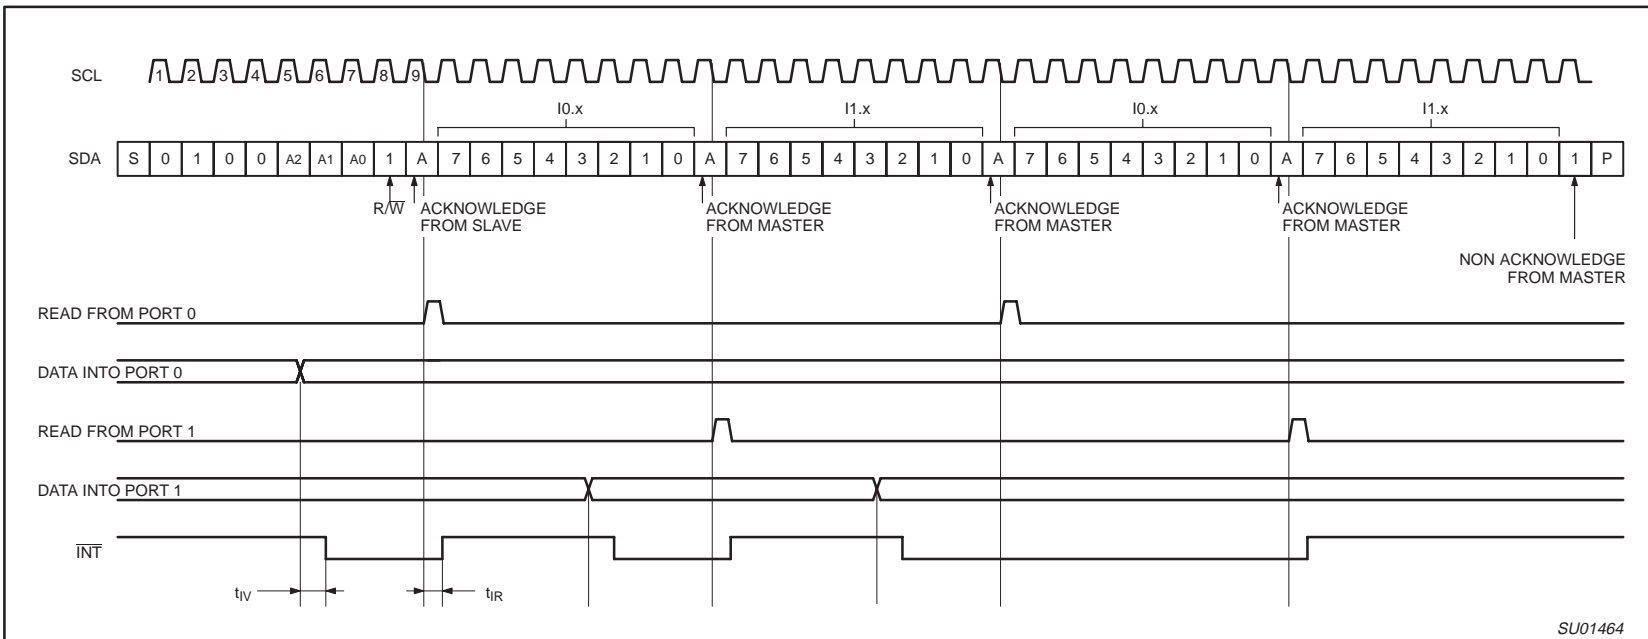 SCL 1 2 3 4 5 6 7 8 9
I0.x I1.x I0.x I1.x
SDA S 0 1 0 0 A2 A1 A0 1 A 7 6 5 4 3 2 1 0 A 7 6 5 4 3 2 1 0 A 7 6 5 4 3 2 1 0 A 7 6 5 4 3 2 1 0 1 P
R/W̅
ACKNOWLEDGE
FROM SLAVE
ACKNOWLEDGE
FROM MASTER
ACKNOWLEDGE
FROM MASTER
ACKNOWLEDGE
FROM MASTER
NON ACKNOWLEDGE
FROM MASTER
READ FROM PORT 0
DATA INTO PORT 0
READ FROM PORT 1
DATA INTO PORT 1
I̅N̅T̅
tIV tIR
SU01464